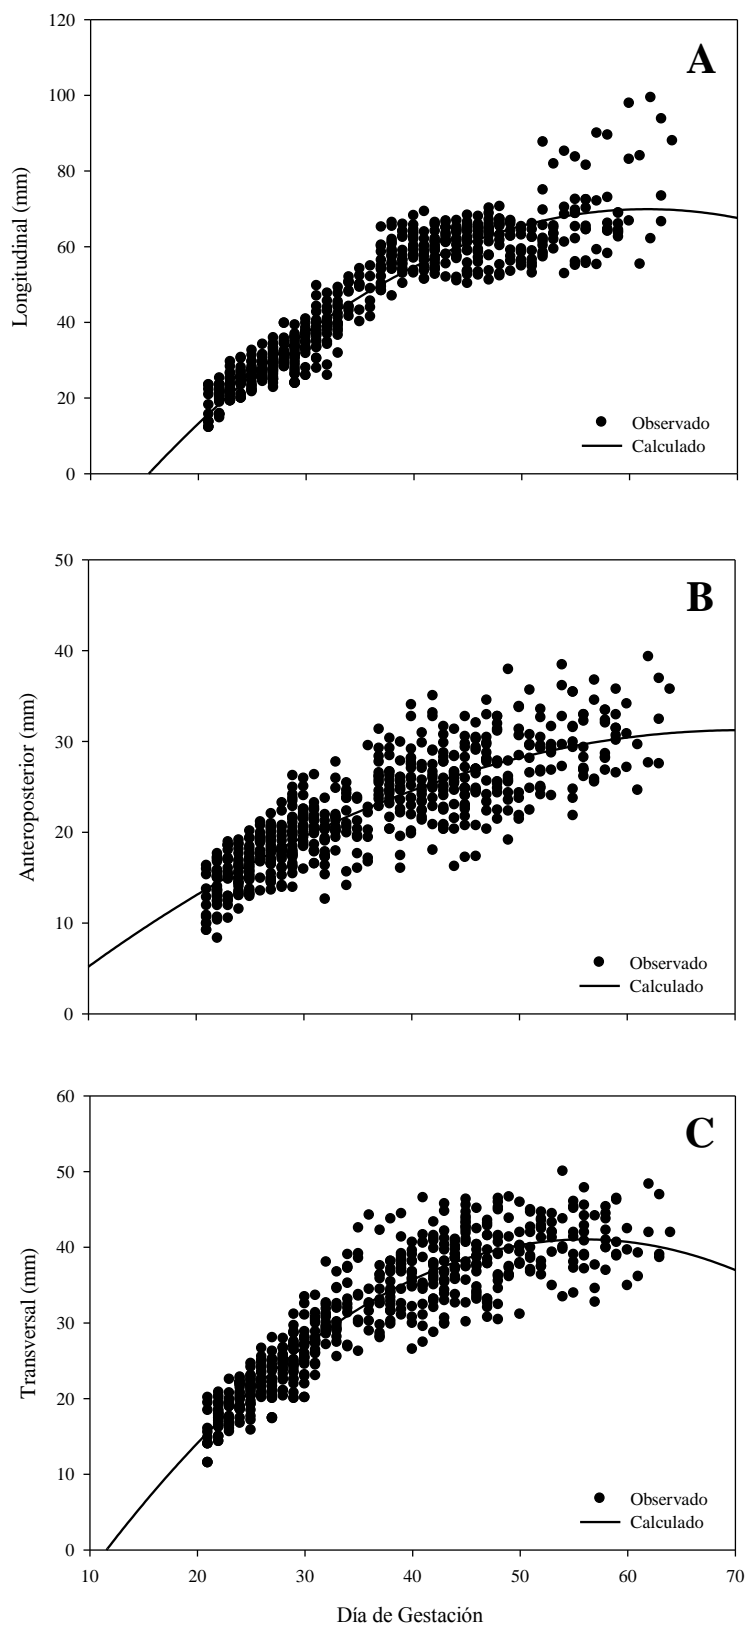 120
A
100
80
Longitudinal (mm)
60
40
20
Observado
Calculado
0
50
B
40
Anteroposterior (mm)
30
20
10
Observado
Calculado
0
60
C
50
40
Transversal (mm)
30
20
10
Observado
Calculado
0
10 20 30 40 50 60 70
Día de Gestación